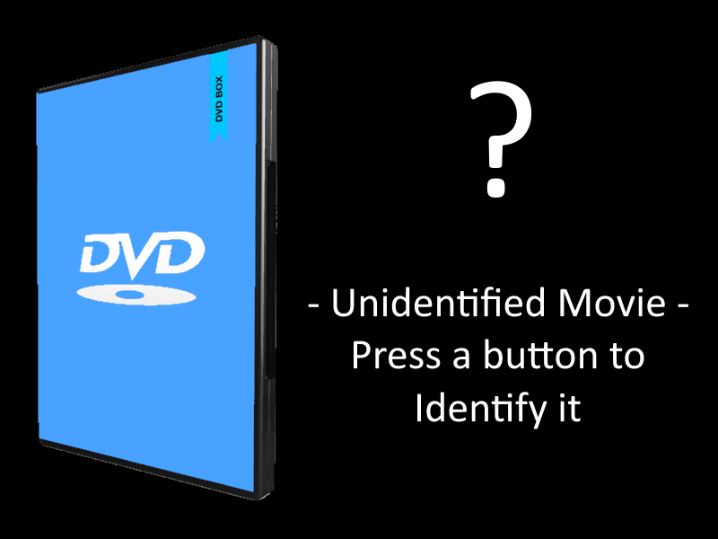 DVD BOX
DVD
?
- Unidentified Movie -
Press a button to
Identify it